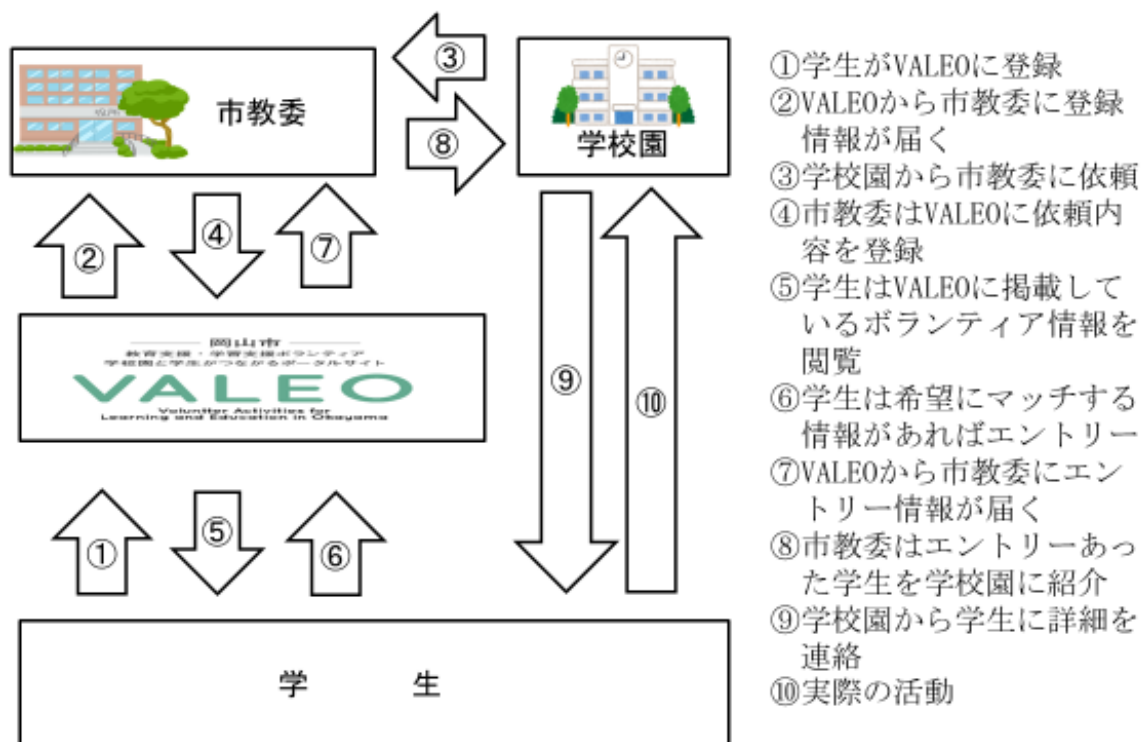 ③
市教委
⑧
学校園
②
④
⑦
岡山市
教育支援・学習支援ボランティア
学校園と学生がつながるポータルサイト
VALEO
Volunteer Activities for
Learning and Education in Okayama
⑨
⑩
①
⑤
⑥
学生
①学生がVALEOに登録
②VALEOから市教委に登録
情報が届く
③学校園から市教委に依頼
④市教委はVALEOに依頼内
容を登録
⑤学生はVALEOに掲載して
いるボランティア情報を
閲覧
⑥学生は希望にマッチする
情報があればエントリー
⑦VALEOから市教委にエン
トリー情報が届く
⑧市教委はエントリーあっ
た学生を学校園に紹介
⑨学校園から学生に詳細を
連絡
⑩実際の活動